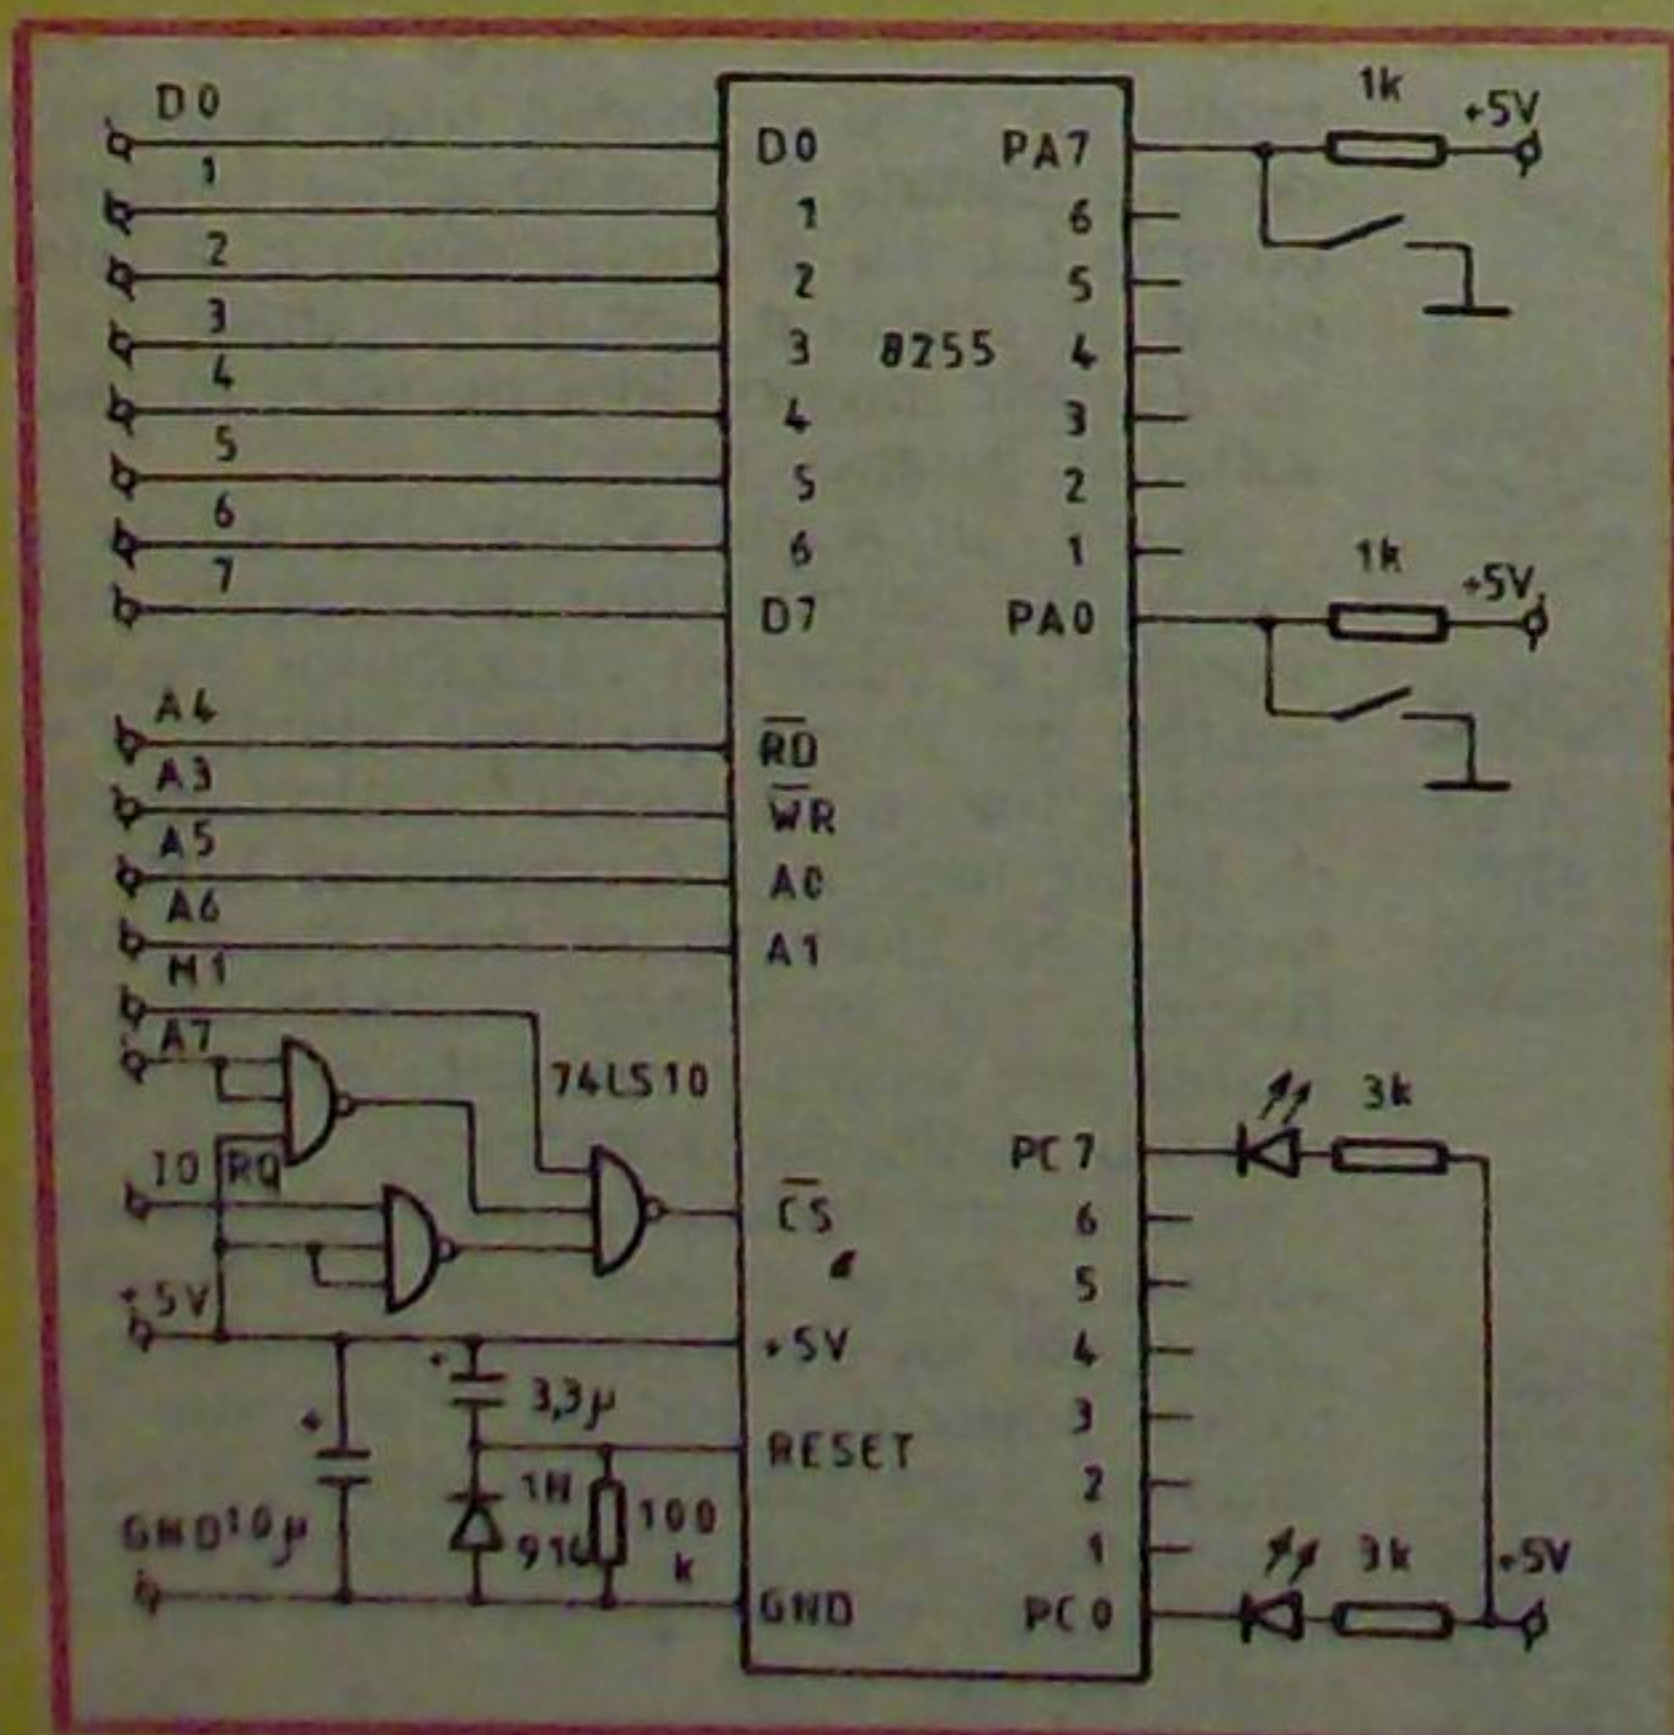 D0
1
2
3
4
5
6
7
A4
A3
A5
A6
M1
A7
IO RQ
+5V
GND 10µ
74LS10
3,3µ
1N
914
100
k
D0
1
2
3
4
5
6
D7
RD
WR
A0
A1
CS
+5V
RESET
GND
8255
PA7
6
5
4
3
2
1
PA0
PC7
6
5
4
3
2
1
PC0
1k
+5V
1k
+5V
3k
3k
+5V